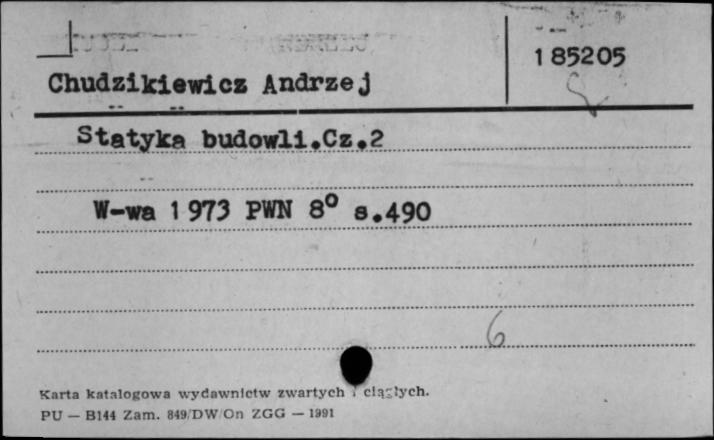 185205
Chudzikiewicz Andrzej
Statyka budowli.Cz.2
W-wa 1973 PWN 8° s.490
6
Karta katalogowa wydawnictw zwartych i ciągłych.
PU — B144 Zam. 849/DW/On ZGG — 1991